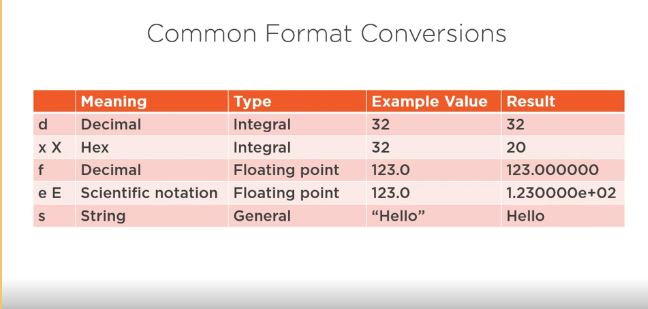 Common Format Conversions
Meaning Type Example Value Result
d Decimal Integral 32 32
x X Hex Integral 32 20
f Decimal Floating point 123.0 123.000000
e E Scientific notation Floating point 123.0 1.230000e+02
s String General “Hello” Hello